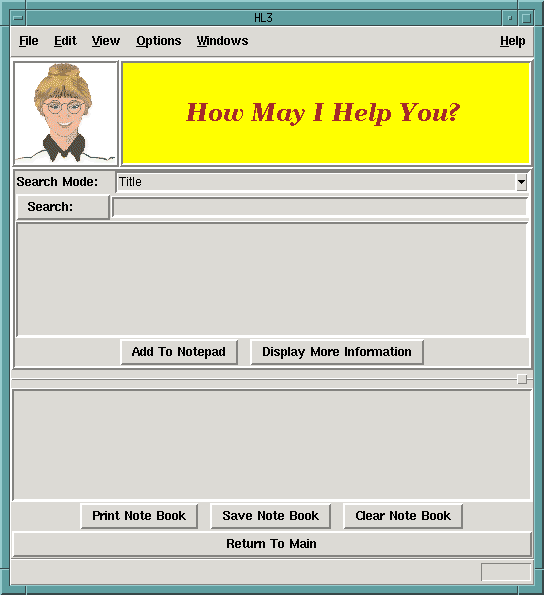 HL3
File Edit View Options Windows Help
How May I Help You?
Search Mode: Title
Search:
Add To Notepad Display More Information
Print Note Book Save Note Book Clear Note Book
Return To Main